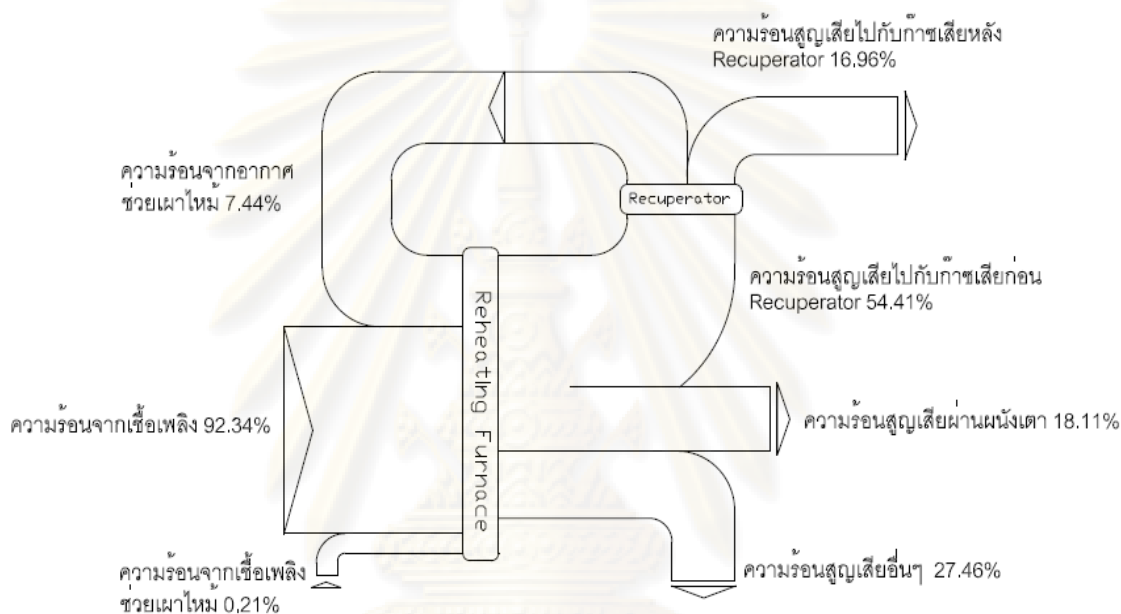 ความร้อนสูญเสียไปกับก๊าซเสียหลัง
Recuperator 16.96%
ความร้อนจากอากาศ
ช่วยเผาไหม้ 7.44%
Recuperator
ความร้อนสูญเสียไปกับก๊าซเสียก่อน
Recuperator 54.41%
Reheating Furnace
ความร้อนจากเชื้อเพลิง 92.34%
ความร้อนสูญเสียผ่านผนังเตา 18.11%
ความร้อนจากเชื้อเพลิง
ช่วยเผาไหม้ 0,21%
ความร้อนสูญเสียอื่นๆ 27.46%